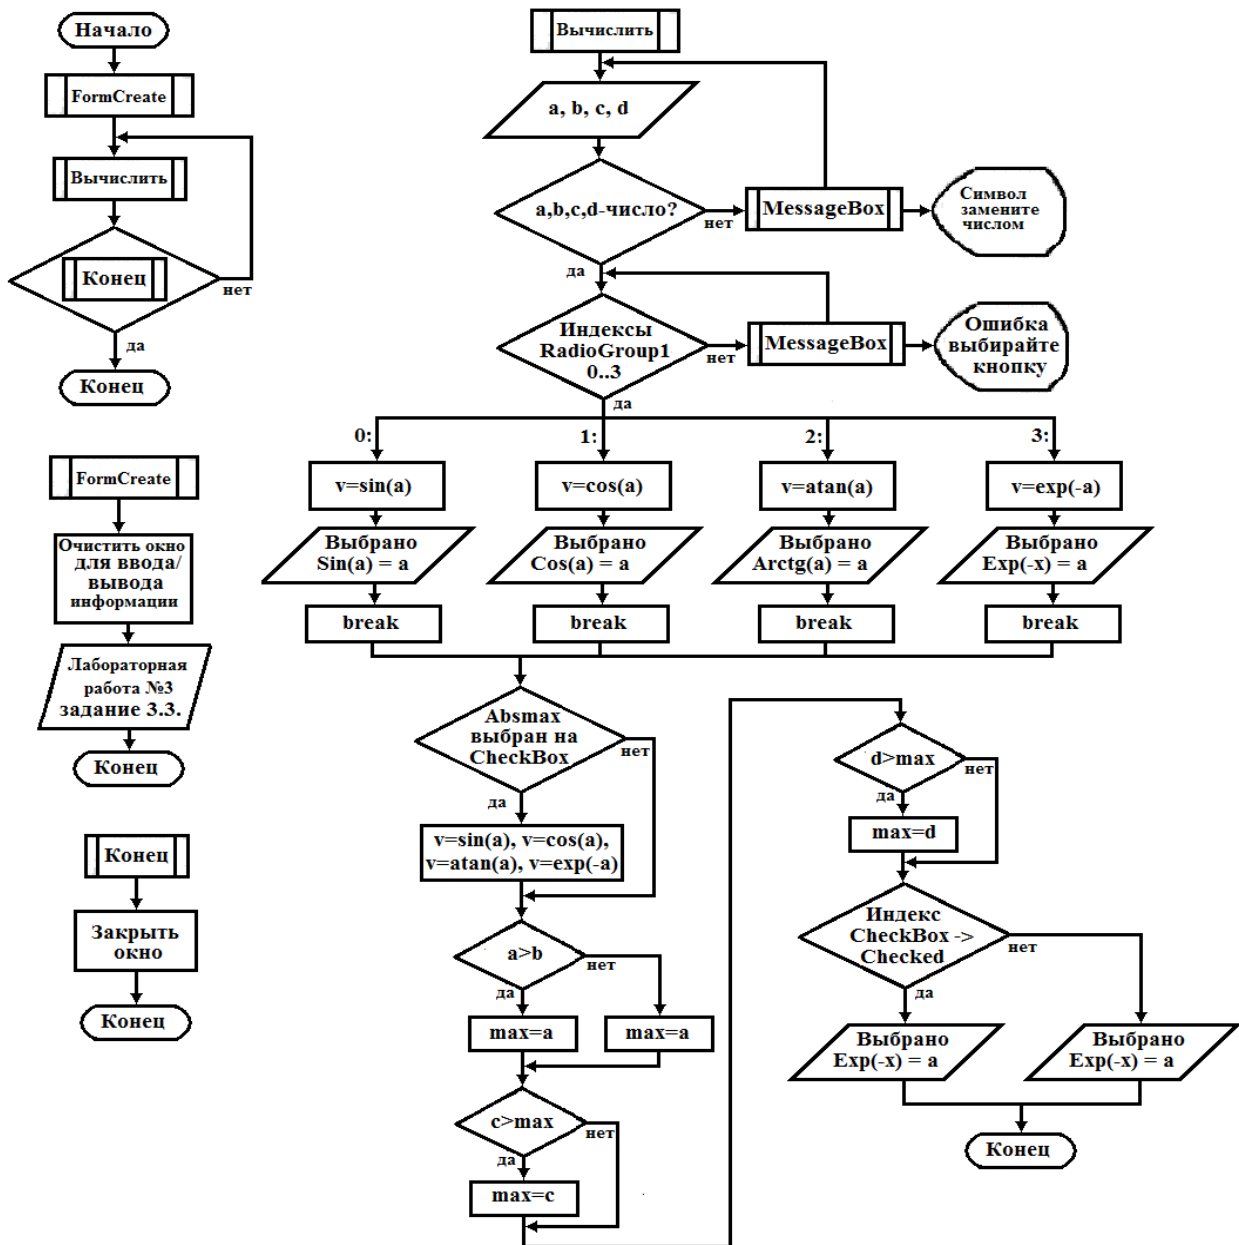 Начало
FormCreate
Вычислить
Конец
нет
да
Конец
FormCreate
Очистить окно
для ввода/
вывода
информации
Лабораторная
работа №3
задание 3.3.
Конец
Конец
Закрыть
окно
Конец
Вычислить
a, b, c, d
a,b,c,d-число?
нет
MessageBox
Символ
замените
числом
да
Индексы
RadioGroup1
0..3
нет
MessageBox
Ошибка
выбирайте
кнопку
да
0:
1:
2:
3:
v=sin(a)
v=cos(a)
v=atan(a)
v=exp(-a)
Выбрано
Sin(a) = a
Выбрано
Cos(a) = a
Выбрано
Arctg(a) = a
Выбрано
Exp(-x) = a
break
break
break
break
Absmax
выбран на
CheckBox
нет
да
v=sin(a), v=cos(a),
v=atan(a), v=exp(-a)
a>b
нет
да
max=a
max=a
c>max
нет
да
max=c
d>max
нет
да
max=d
Индекс
CheckBox ->
Checked
нет
да
Выбрано
Exp(-x) = a
Выбрано
Exp(-x) = a
Конец